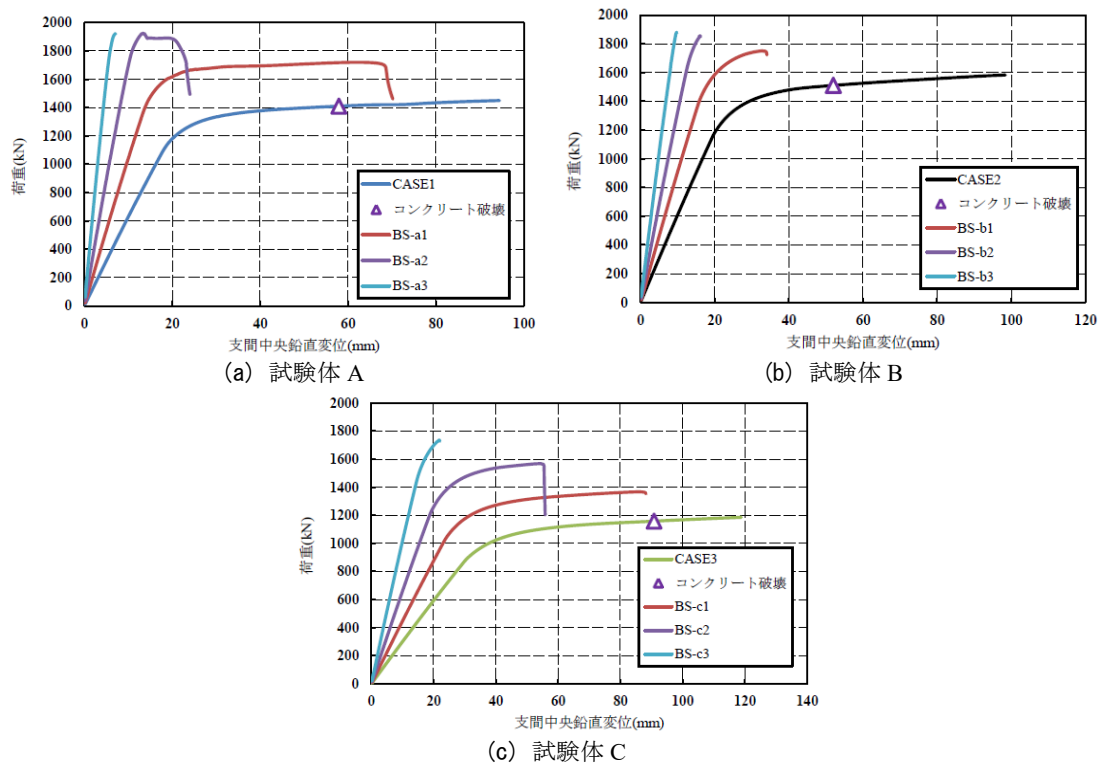 2000
1800
1600
1400
1200
1000
800
600
400
200
0
荷重(kN)
0 20 40 60 80 100
支間中央鉛直変位(mm)
CASE1
コンクリート破壊
BS-a1
BS-a2
BS-a3
(a) 試験体 A
2000
1800
1600
1400
1200
1000
800
600
400
200
0
荷重(kN)
0 20 40 60 80 100 120
支間中央鉛直変位(mm)
CASE2
コンクリート破壊
BS-b1
BS-b2
BS-b3
(b) 試験体 B
2000
1800
1600
1400
1200
1000
800
600
400
200
0
荷重(kN)
0 20 40 60 80 100 120 140
支間中央鉛直変位(mm)
CASE3
コンクリート破壊
BS-c1
BS-c2
BS-c3
(c) 試験体 C